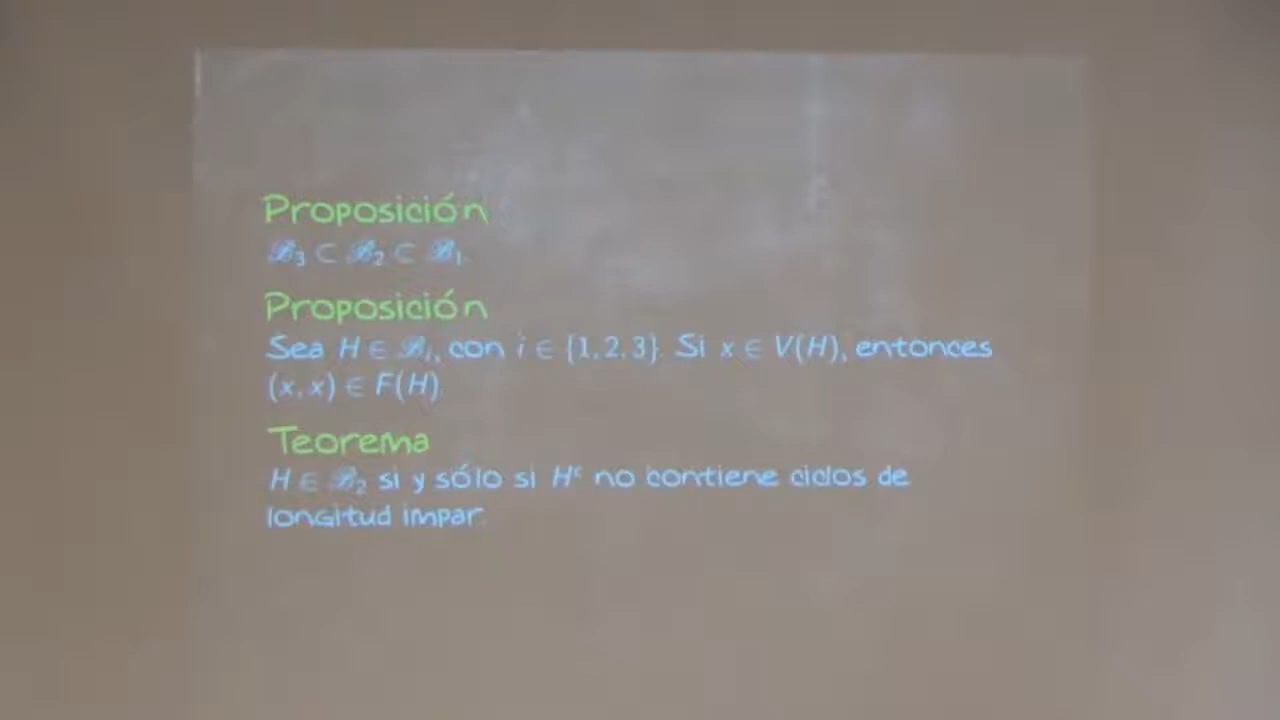 Proposición
ℬ₃ ⊂ ℬ₂ ⊂ ℬ₁.
Proposición
Sea H ∈ ℬᵢ, con i ∈ {1, 2, 3}. Si x ∈ V(H), entonces
(x, x) ∈ F(H).
Teorema
H ∈ ℬ₂ si y sólo si Hᶜ no contiene ciclos de
longitud impar.